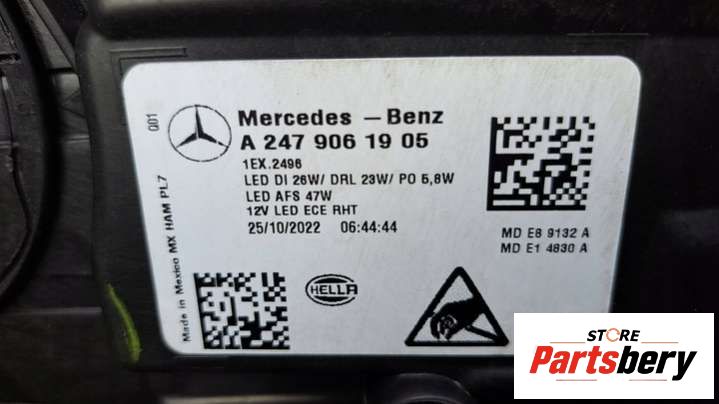 Mercedes-Benz
A 247 906 19 05
1EX.2496
LED DI 26W/ DRL 23W/ PO 5,8W
LED AFS 47W
12V LED ECE RHT
25/10/2022 06:44:44
MD E8 9132 A
MD E1 4830 A
001
Made in Mexico MX HAM PL7
HELLA
STORE
Partsbery